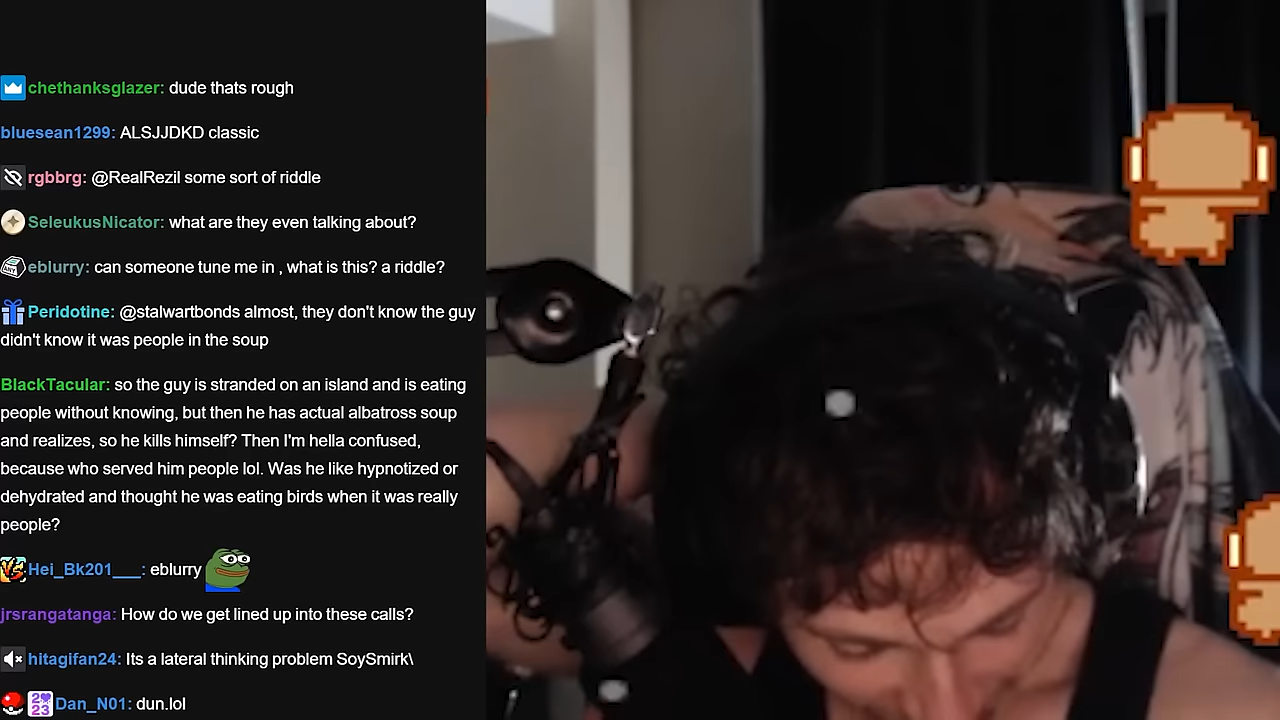 chethanksglazer: dude thats rough
bluesean1299: ALSJJDKD classic
rgbbrg: @RealRezil some sort of riddle
SeleukusNicator: what are they even talking about?
eblurry: can someone tune me in , what is this? a riddle?
Peridotine: @stalwartbonds almost, they don't know the guy
didn't know it was people in the soup
BlackTacular: so the guy is stranded on an island and is eating
people without knowing, but then he has actual albatross soup
and realizes, so he kills himself? Then I'm hella confused,
because who served him people lol. Was he like hypnotized or
dehydrated and thought he was eating birds when it was really
people?
Hei_Bk201___: eblurry
jrsrangatanga: How do we get lined up into these calls?
hitagifan24: Its a lateral thinking problem SoySmirk\
2 23 Dan_N01: dun.lol